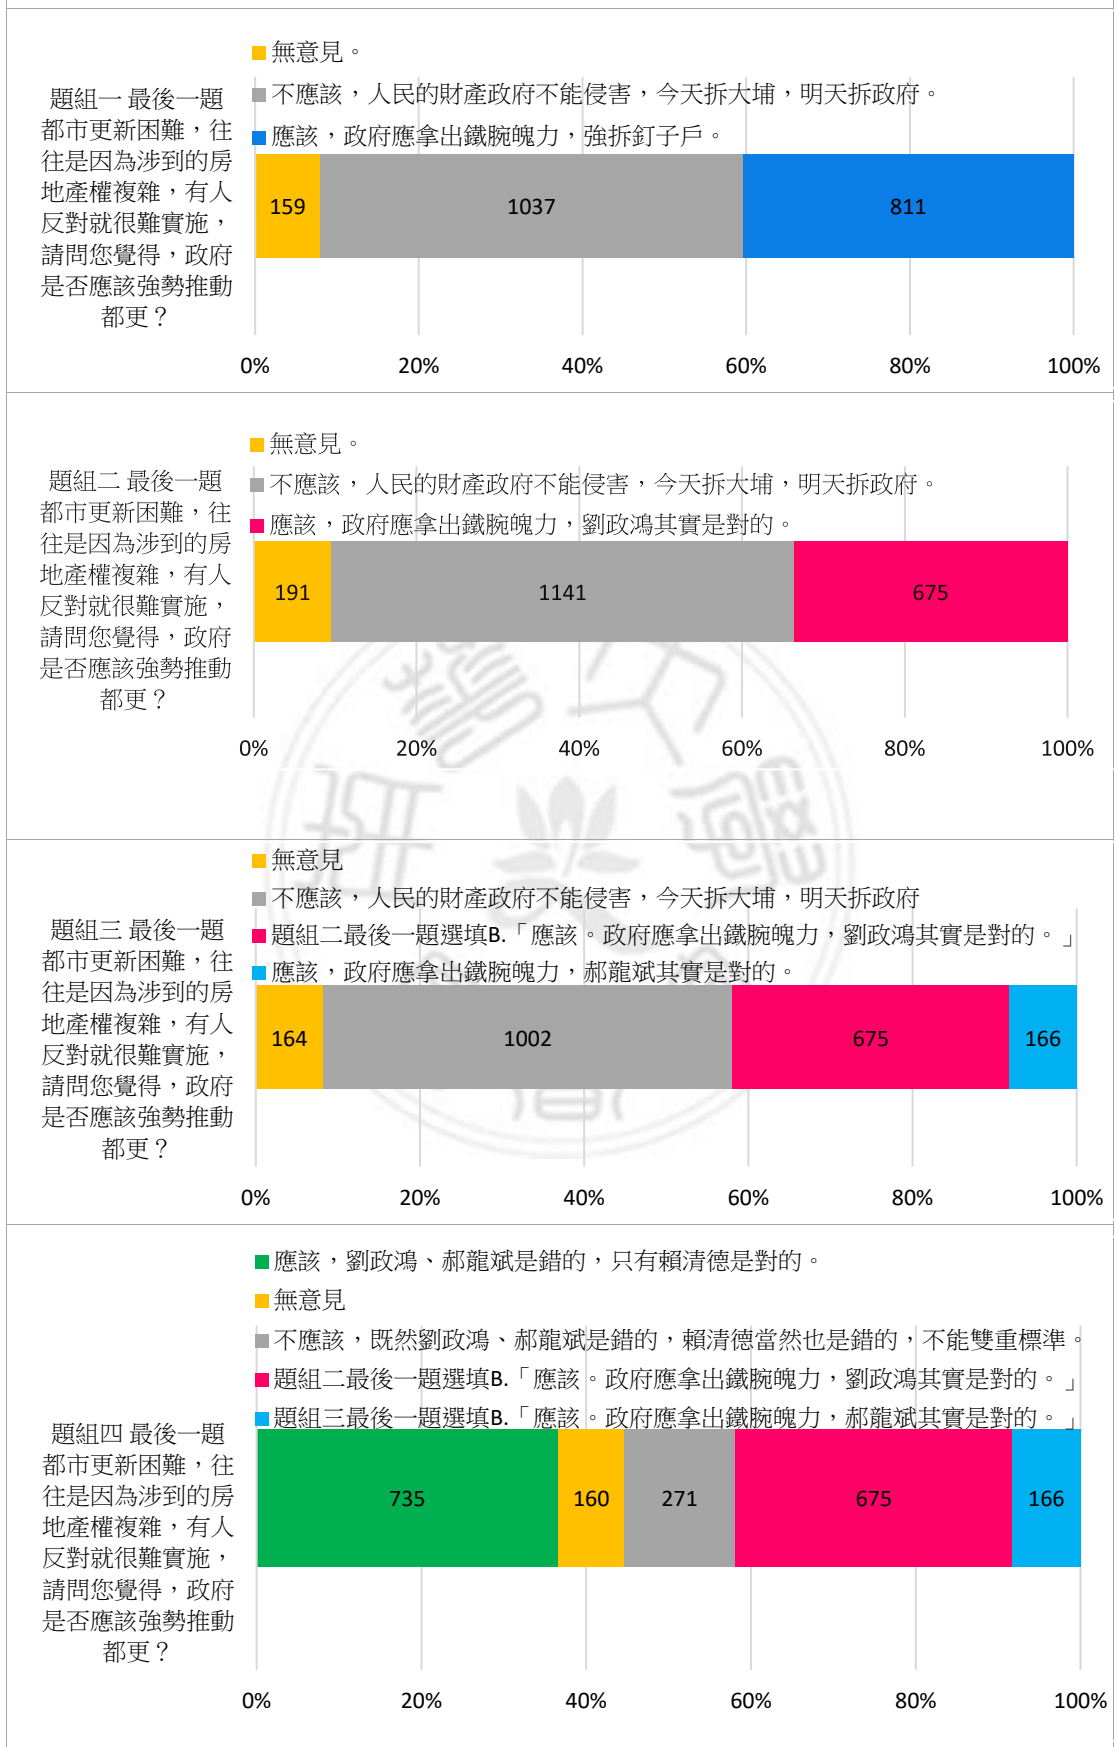 無意見。
不應該，人民的財產政府不能侵害，今天拆大埔，明天拆政府。
應該，政府應拿出鐵腕魄力，強拆釘子戶。
題組一 最後一題
都市更新困難，往
往是因為涉到的房
地產權複雜，有人
反對就很難實施，
請問您覺得，政府
是否應該強勢推動
都更？
159 1037 811
0% 20% 40% 60% 80% 100%
無意見。
不應該，人民的財產政府不能侵害，今天拆大埔，明天拆政府。
應該，政府應拿出鐵腕魄力，劉政鴻其實是對的。
題組二 最後一題
都市更新困難，往
往是因為涉到的房
地產權複雜，有人
反對就很難實施，
請問您覺得，政府
是否應該強勢推動
都更？
191 1141 675
0% 20% 40% 60% 80% 100%
無意見
不應該，人民的財產政府不能侵害，今天拆大埔，明天拆政府
題組二最後一題選填B.「應該。政府應拿出鐵腕魄力，劉政鴻其實是對的。」
應該，政府應拿出鐵腕魄力，郝龍斌其實是對的。
題組三 最後一題
都市更新困難，往
往是因為涉到的房
地產權複雜，有人
反對就很難實施，
請問您覺得，政府
是否應該強勢推動
都更？
164 1002 675 166
0% 20% 40% 60% 80% 100%
應該，劉政鴻、郝龍斌是錯的，只有賴清德是對的。
無意見
不應該，既然劉政鴻、郝龍斌是錯的，賴清德當然也是錯的，不能雙重標準。
題組二最後一題選填B.「應該。政府應拿出鐵腕魄力，劉政鴻其實是對的。」
題組三最後一題選填B.「應該。政府應拿出鐵腕魄力，郝龍斌其實是對的。」
題組四 最後一題
都市更新困難，往
往是因為涉到的房
地產權複雜，有人
反對就很難實施，
請問您覺得，政府
是否應該強勢推動
都更？
735 160 271 675 166
0% 20% 40% 60% 80% 100%